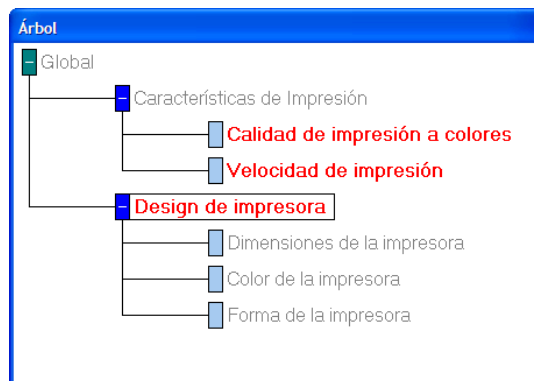 Árbol
Global
Características de Impresión
Calidad de impresión a colores
Velocidad de impresión
Design de impresora
Dimensiones de la impresora
Color de la impresora
Forma de la impresora